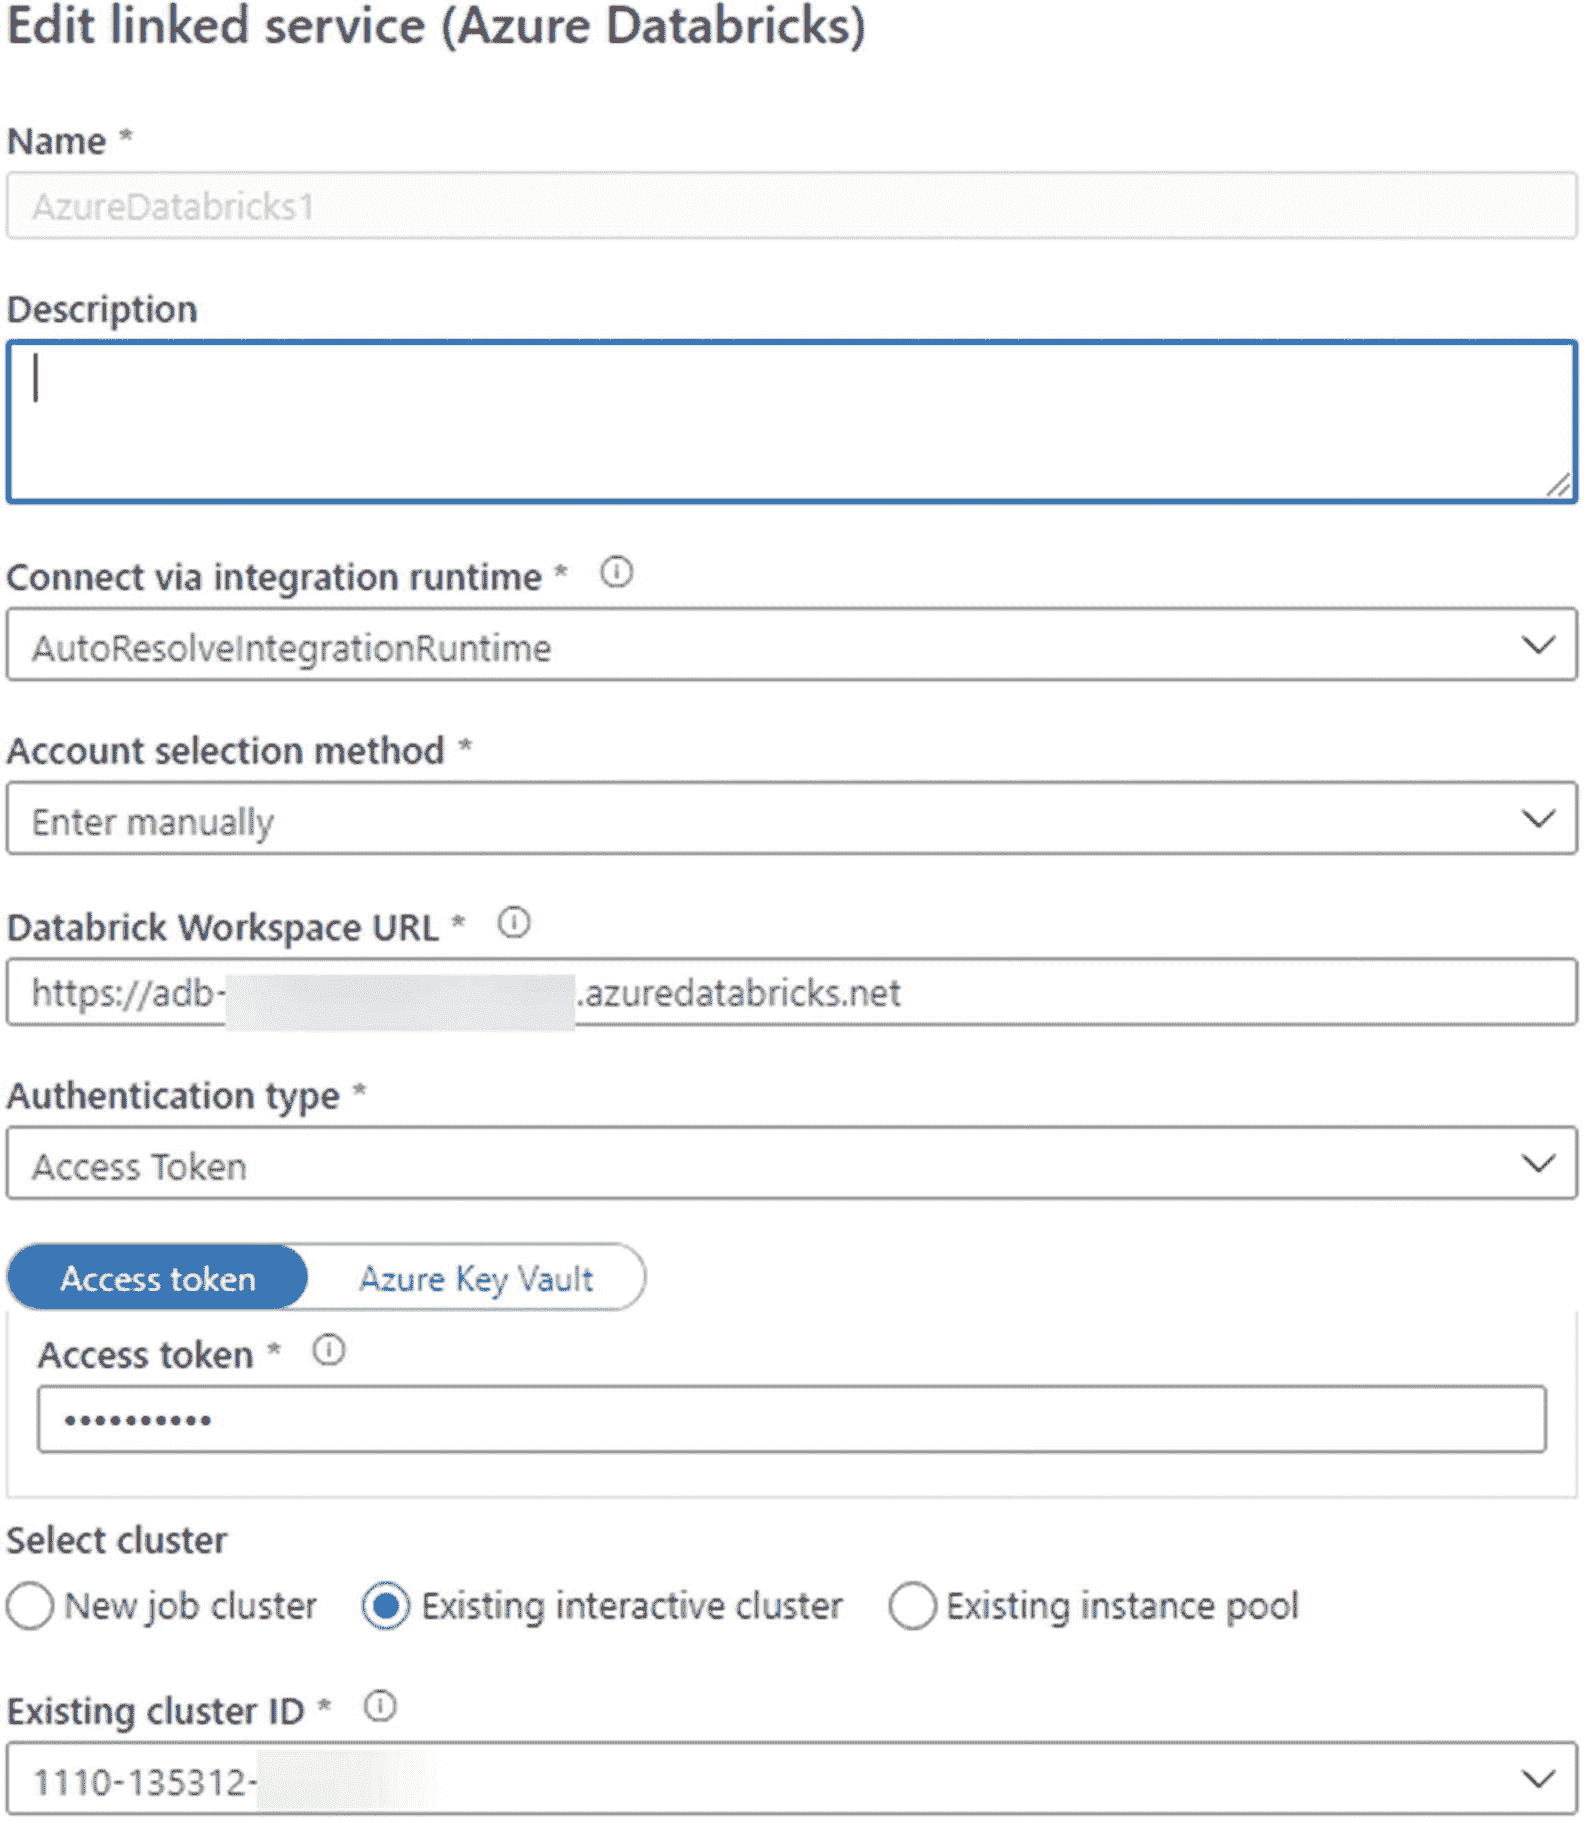 Edit linked service (Azure Databricks)
Name *
AzureDatabricks1
Description
Connect via integration runtime *
AutoResolveIntegrationRuntime
Account selection method *
Enter manually
Databrick Workspace URL *
https://adb- .azuredatabricks.net
Authentication type *
Access Token
Access token Azure Key Vault
Access token *
••••••••••
Select cluster
New job cluster Existing interactive cluster Existing instance pool
Existing cluster ID *
1110-135312-